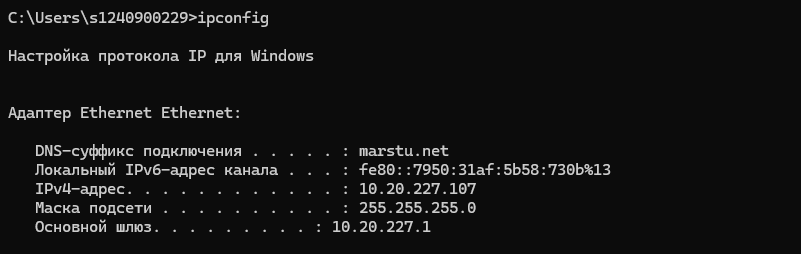 C:\Users\s1240900229>ipconfig
Настройка протокола IP для Windows
Адаптер Ethernet Ethernet:
DNS-суффикс подключения . . . . . : marstu.net
Локальный IPv6-адрес канала . . . : fe80::7950:31af:5b58:730b%13
IPv4-адрес. . . . . . . . . . . . : 10.20.227.107
Маска подсети . . . . . . . . . . : 255.255.255.0
Основной шлюз. . . . . . . . . : 10.20.227.1